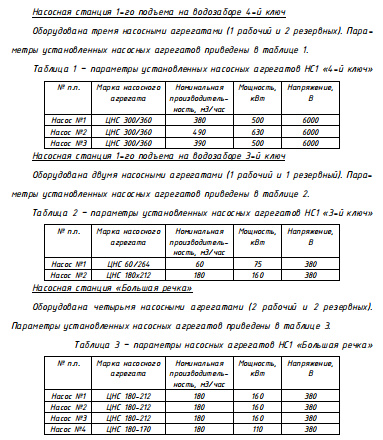 Насосная станция 1-го подъема на водозаборе 4-й ключ
Оборудована тремя насосными агрегатами (1 рабочий и 2 резервных). Пара-
метры установленных насосных агрегатов приведены в таблице 1.
Таблица 1 – параметры установленных насосных агрегатов НС1 «4-й ключ»
№ п.п. Марка насосного агрегата Номинальная производитель-ность, м3/час Мощность, кВт Напряжение, В
Насос №1 ЦНС 300/360 380 500 6000
Насос №2 ЦНС 300/360 490 630 6000
Насос №3 ЦНС 300/360 390 500 6000
Насосная станция 1-го подъема на водозаборе 3-й ключ
Оборудована двумя насосными агрегатами (1 рабочий и 1 резервный). Пара-
метры установленных насосных агрегатов приведены в таблице 2.
Таблица 2 – параметры установленных насосных агрегатов НС1 «3-й ключ»
№ п.п. Марка насосного агрегата Номинальная производитель-ность, м3/час Мощность, кВт Напряжение, В
Насос №1 ЦНС 60/264 60 75 380
Насос №2 ЦНС 180х212 180 160 380
Насосная станция «Большая речка»
Оборудована четырьмя насосными агрегатами (2 рабочий и 2 резервных).
Параметры установленных насосных агрегатов приведены в таблице 3.
Таблица 3 – параметры насосных агрегатов НС1 «Большая речка»
№ п.п. Марка насосного агрегата Номинальная производитель-ность, м3/час Мощность, кВт Напряжение, В
Насос №1 ЦНС 180-212 180 160 380
Насос №2 ЦНС 180-212 180 160 380
Насос №3 ЦНС 180-212 180 160 380
Насос №4 ЦНС 180-170 180 110 380